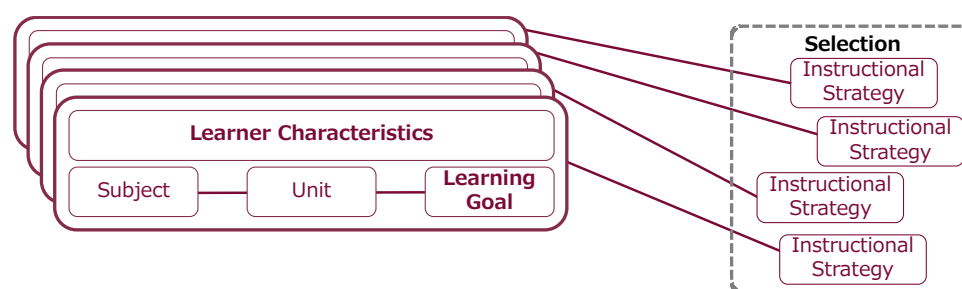 Selection
Instructional
Strategy
Instructional
Strategy
Learner Characteristics
Subject
Unit
Learning
Goal
Instructional
Strategy
Instructional
Strategy